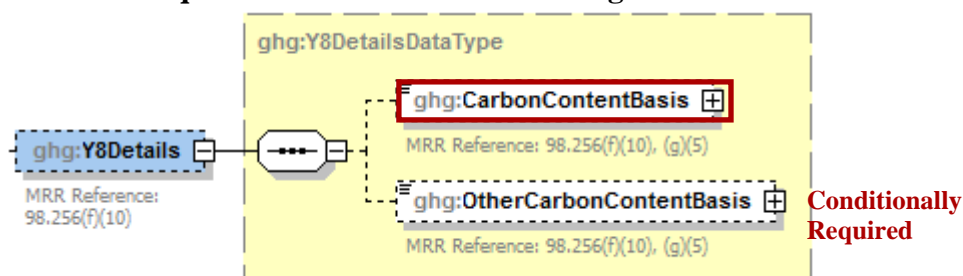 ghg:Y8DetailsDataType
ghg:CarbonContentBasis
MRR Reference: 98.256(f)(10), (g)(5)
ghg:Y8Details
MRR Reference:
98.256(f)(10)
ghg:OtherCarbonContentBasis
Conditionally
Required
MRR Reference: 98.256(f)(10), (g)(5)